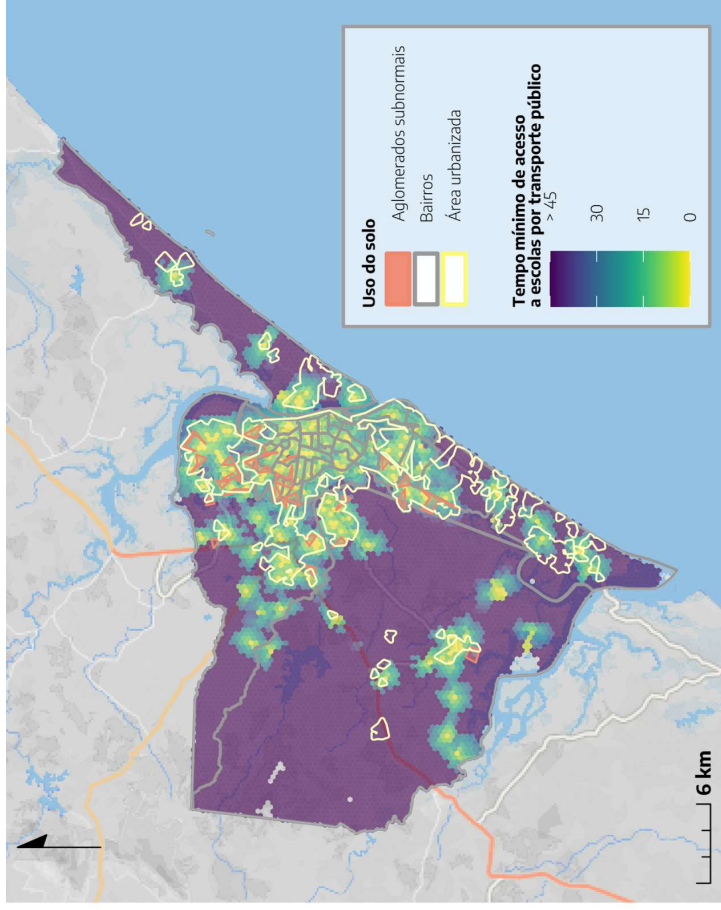 Uso do solo
Aglomerados subnormais
Bairros
Área urbanizada
Tempo mínimo de acesso
a escolas por transporte público
> 45
30
15
0
6 km